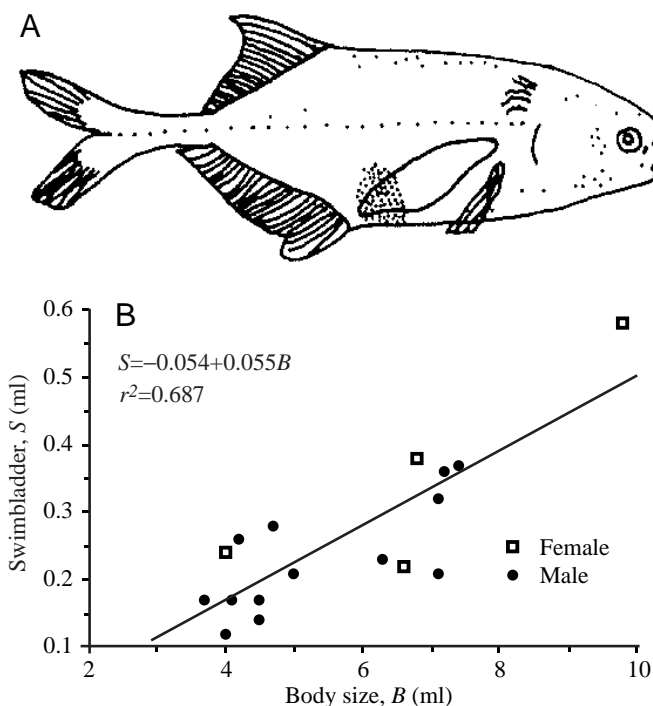 A
B
S=−0.054+0.055B
r2=0.687
0.6
0.5
0.4
0.3
0.2
0.1
Swimbladder, S (ml)
Female
Male
2
4
6
8
10
Body size, B (ml)